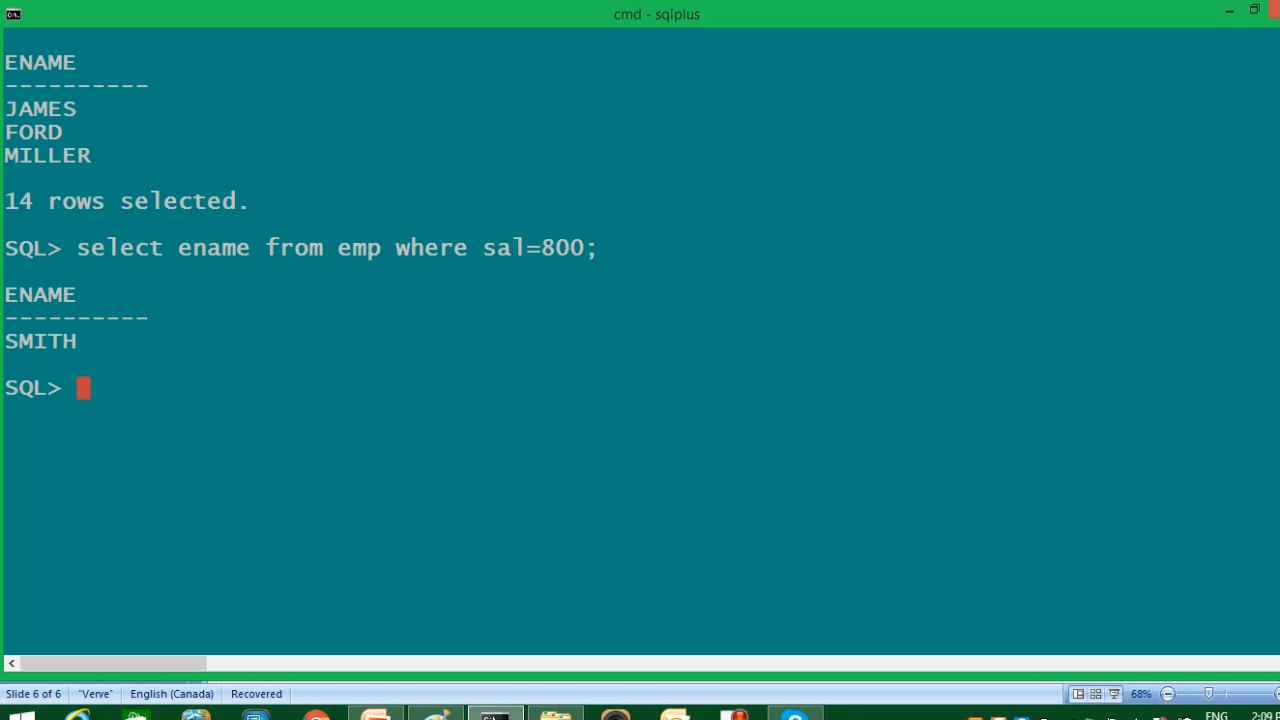 cmd - sqlplus
ENAME
----------
JAMES
FORD
MILLER
14 rows selected.
SQL> select ename from emp where sal=800;
ENAME
----------
SMITH
SQL>
Slide 6 of 6 "Verve" English (Canada) Recovered 68%
ENG